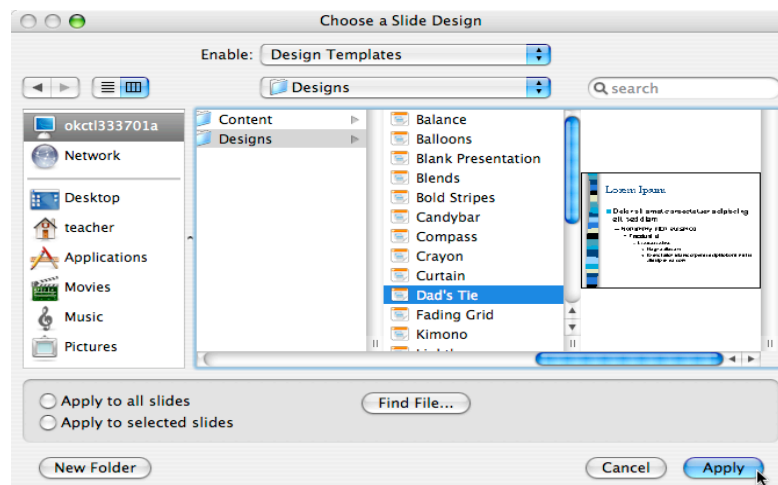 Choose a Slide Design
Enable: Design Templates
Designs
search
okctl333701a
Network
Desktop
teacher
Applications
Movies
Music
Pictures
Content
Designs
Balance
Balloons
Blank Presentation
Blends
Bold Stripes
Candybar
Compass
Crayon
Curtain
Dad's Tie
Fading Grid
Kimono
Lorem Ipsum
Apply to all slides
Apply to selected slides
Find File...
New Folder
Cancel
Apply